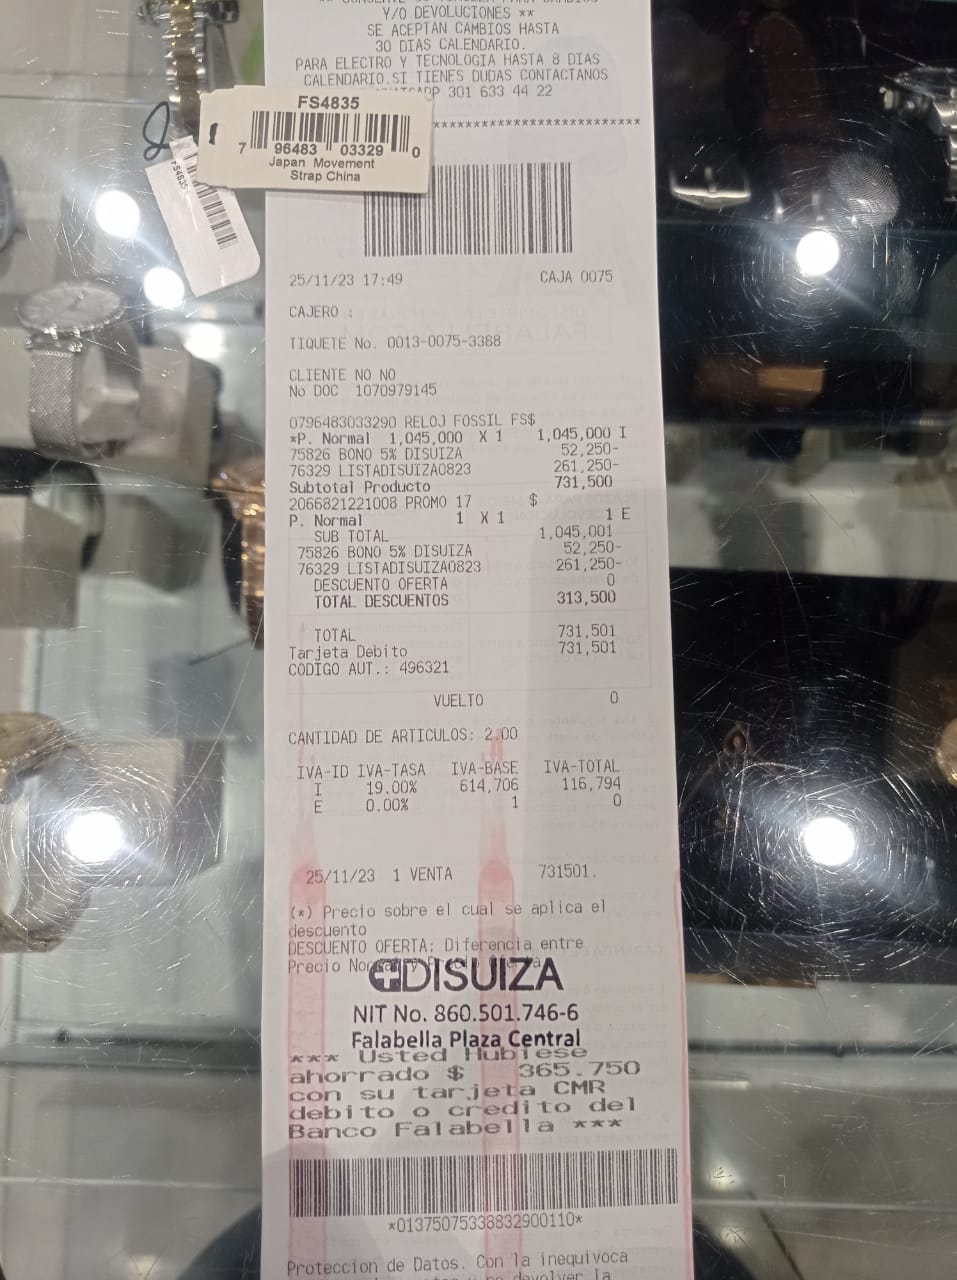 Y/O DEVOLUCIONES **
SE ACEPTAN CAMBIOS HASTA
30 DIAS CALENDARIO.
PARA ELECTRO Y TECNOLOGIA HASTA 8 DIAS
CALENDARIO.SI TIENES DUDAS CONTACTANOS
301 633 44 22
FS4835
7 96483 03329 0
Japan Movement
Strap China
FS4835
25/11/23 17:49 CAJA 0075
CAJERO :
TIQUETE No. 0013-0075-3388
CLIENTE NO NO
No DOC 1070979145
0796483033290 RELOJ FOSSIL FS$
*P. Normal 1,045,000 X 1 1,045,000 I
75826 BONO 5% DISUIZA 52,250-
76329 LISTADISUIZA0823 261,250-
Subtotal Producto 731,500
2066821221008 PROMO 17 $
P. Normal 1 X 1 1 E
SUB TOTAL 1,045,001
75826 BONO 5% DISUIZA 52,250-
76329 LISTADISUIZA0823 261,250-
DESCUENTO OFERTA 0
TOTAL DESCUENTOS 313,500
TOTAL 731,501
Tarjeta Debito 731,501
CODIGO AUT.: 496321
VUELTO 0
CANTIDAD DE ARTICULOS: 2.00
IVA-ID IVA-TASA IVA-BASE IVA-TOTAL
I 19.00% 614,706 116,794
E 0.00% 1 0
25/11/23 1 VENTA 731501.
(*) Precio sobre el cual se aplica el
descuento
DESCUENTO OFERTA: Diferencia entre
Precio
DISUIZA
NIT No. 860.501.746-6
Falabella Plaza Central
*** Usted Hubiese
ahorrado $ 365.750
con su tarjeta CMR
debito o credito del
Banco Falabella ***
*01375075338832900110*
Proteccion de Datos. Con la inequivoca